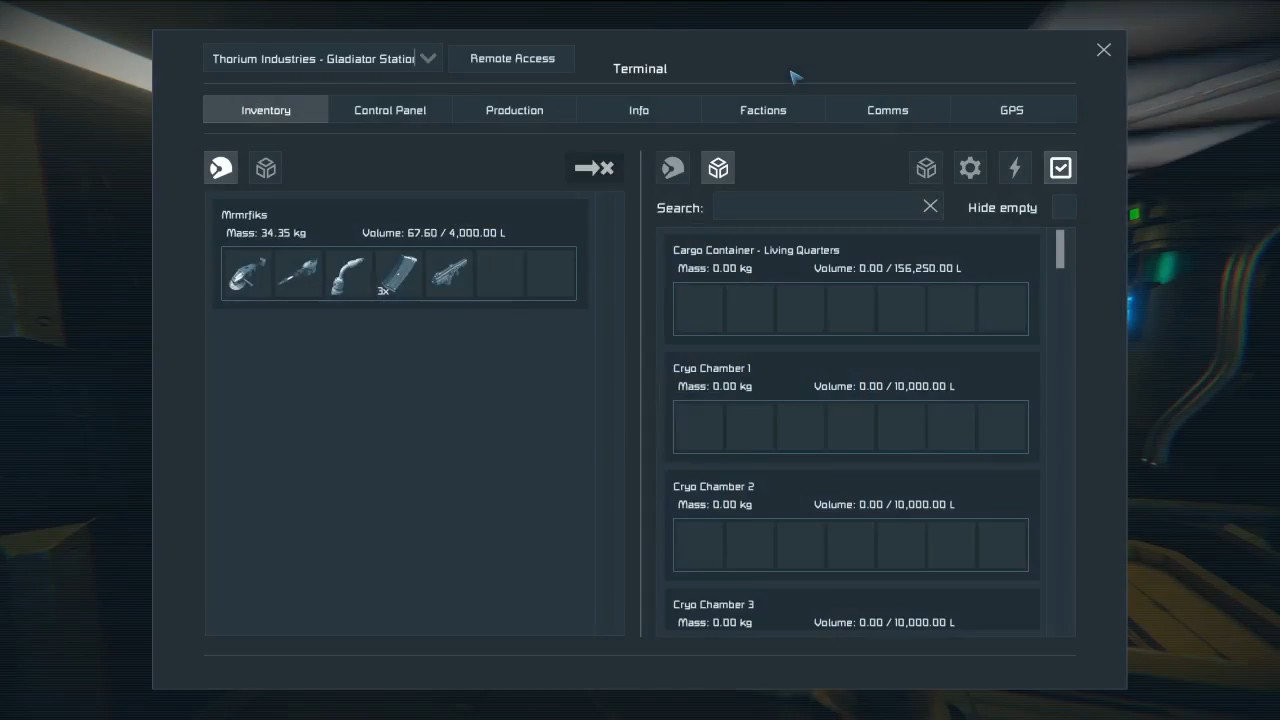 Thorium Industries - Gladiator Station
Remote Access
Terminal
Inventory
Control Panel
Production
Info
Factions
Comms
GPS
Search:
Hide empty
Mrmrfiks
Mass: 34.35 kg
Volume: 67.60 / 4,000.00 L
3x
Cargo Container - Living Quarters
Mass: 0.00 kg
Volume: 0.00 / 156,250.00 L
Cryo Chamber 1
Mass: 0.00 kg
Volume: 0.00 / 10,000.00 L
Cryo Chamber 2
Mass: 0.00 kg
Volume: 0.00 / 10,000.00 L
Cryo Chamber 3
Mass: 0.00 kg
Volume: 0.00 / 10,000.00 L